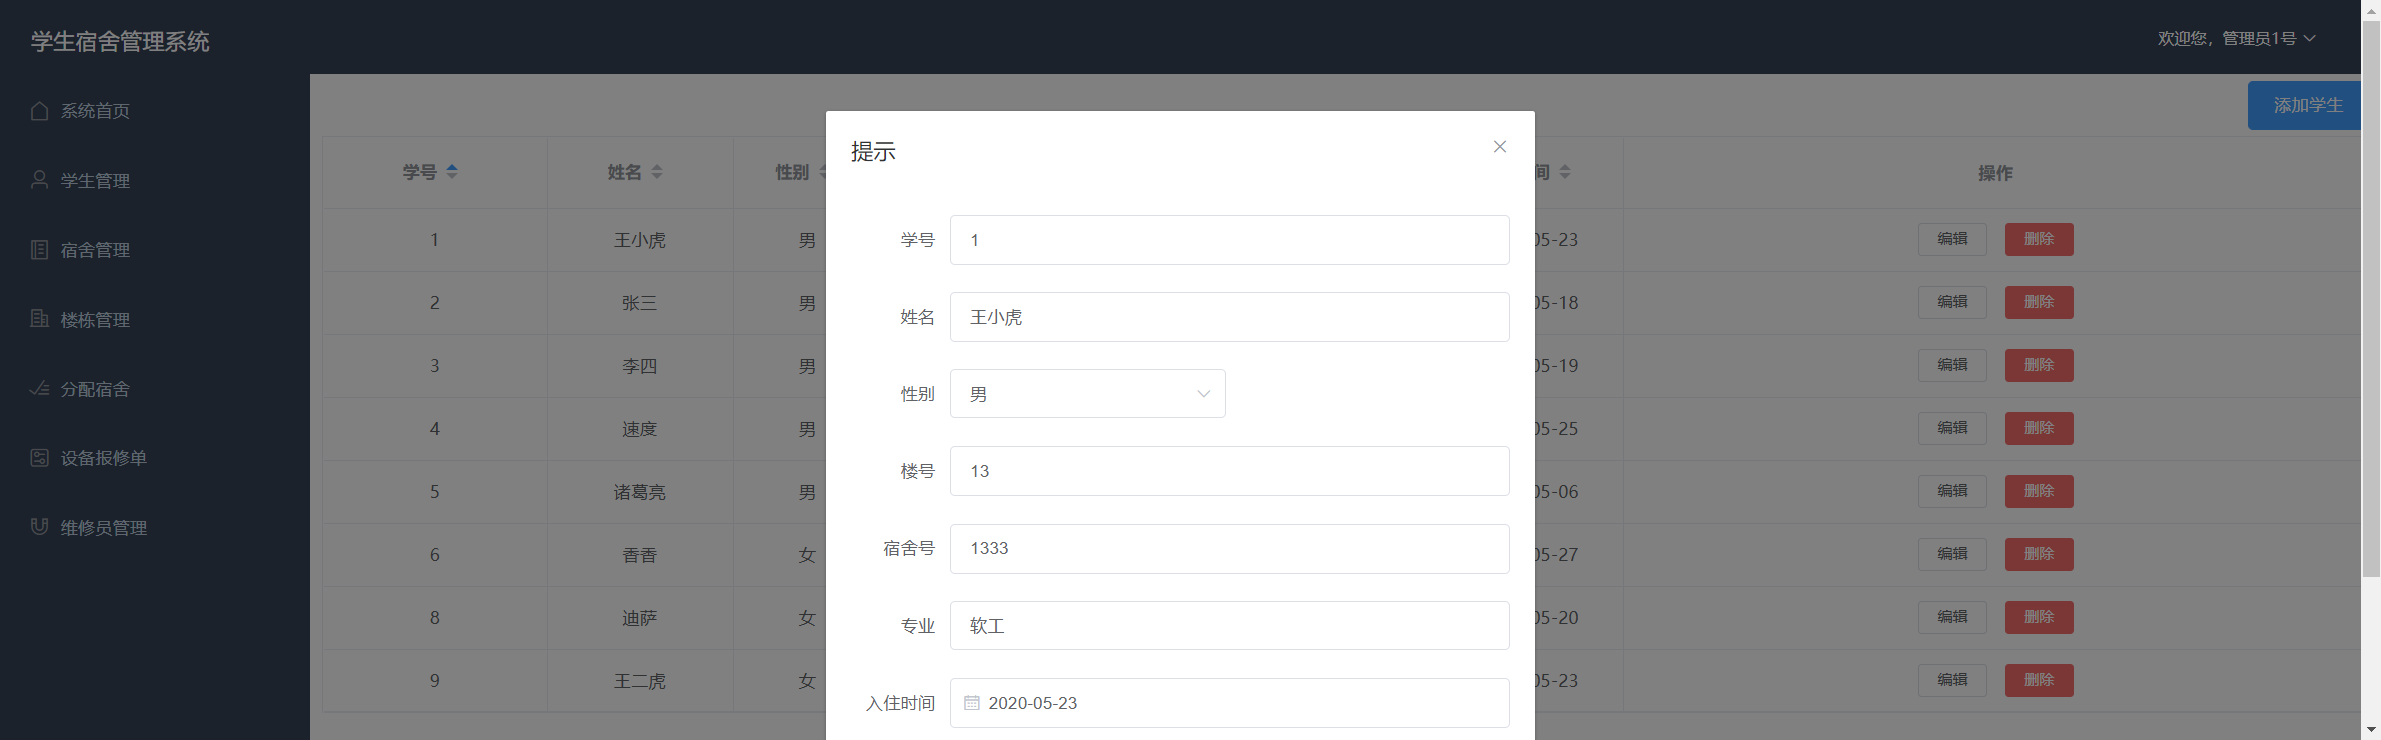 学生宿舍管理系统
欢迎您，管理员1号
系统首页
学生管理
宿舍管理
楼栋管理
分配宿舍
设备报修单
维修员管理
添加学生
学号 姓名 性别 间 操作
1 王小虎 男 05-23 编辑 删除
2 张三 男 05-18 编辑 删除
3 李四 男 05-19 编辑 删除
4 速度 男 05-25 编辑 删除
5 诸葛亮 男 05-06 编辑 删除
6 香香 女 05-27 编辑 删除
8 迪萨 女 05-20 编辑 删除
9 王二虎 女 05-23 编辑 删除
提示
学号 1
姓名 王小虎
性别 男
楼号 13
宿舍号 1333
专业 软工
入住时间 2020-05-23